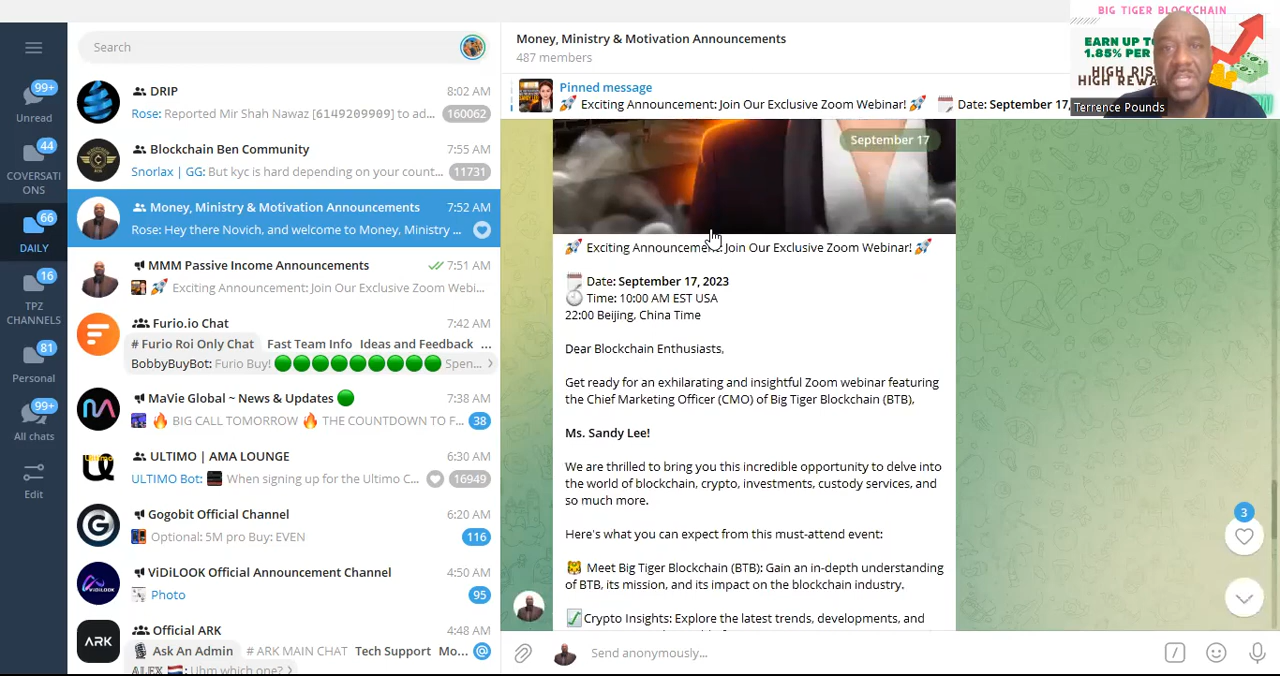 Search
99+
Unread
44
COVERSATI
ONS
66
DAILY
16
TPZ
CHANNELS
81
Personal
99+
All chats
Edit
DRIP
8:02 AM
Rose: Reported Mir Shah Nawaz [6149209909] to ad...
160062
Blockchain Ben Community
7:55 AM
Snorlax | GG: But kyc is hard depending on your count...
11731
Money, Ministry & Motivation Announcements
7:52 AM
Rose: Hey there Novich, and welcome to Money, Ministry ...
MMM Passive Income Announcements
7:51 AM
🚀 Exciting Announcement: Join Our Exclusive Zoom Webi...
Furio.io Chat
7:42 AM
# Furio Roi Only Chat Fast Team Info Ideas and Feedback ...
BobbyBuyBot: Furio Buy! 🟢🟢🟢🟢🟢🟢🟢🟢 Spen...
MaVie Global ~ News & Updates 🟢
7:38 AM
🔥 BIG CALL TOMORROW 🔥 THE COUNTDOWN TO F...
38
ULTIMO | AMA LOUNGE
6:30 AM
ULTIMO Bot: When signing up for the Ultimo C...
16949
Gogobit Official Channel
6:20 AM
Optional: 5M pro Buy: EVEN
116
ViDiLOOK Official Announcement Channel
4:50 AM
Photo
95
ViDiLOOK
Official ARK
4:48 AM
Ask An Admin # ARK MAIN CHAT Tech Support Mo...
@
ALEX 🇳🇱: Uhm which one?
ARK
Money, Ministry & Motivation Announcements
487 members
Pinned message
🚀 Exciting Announcement: Join Our Exclusive Zoom Webinar! 🚀 📅 Date: September 17,
BIG TIGER BLOCKCHAIN
EARN UP TO
1.85% PER
HIGH RIS
HIGH REWA
Terrence Pounds
September 17
🚀 Exciting Announcement: Join Our Exclusive Zoom Webinar! 🚀
📅 Date: September 17, 2023
🕙 Time: 10:00 AM EST USA
22:00 Beijing, China Time
Dear Blockchain Enthusiasts,
Get ready for an exhilarating and insightful Zoom webinar featuring
the Chief Marketing Officer (CMO) of Big Tiger Blockchain (BTB),
Ms. Sandy Lee!
We are thrilled to bring you this incredible opportunity to delve into
the world of blockchain, crypto, investments, custody services, and
so much more.
Here's what you can expect from this must-attend event:
🐯 Meet Big Tiger Blockchain (BTB): Gain an in-depth understanding
of BTB, its mission, and its impact on the blockchain industry.
💹 Crypto Insights: Explore the latest trends, developments, and
3
Send anonymously...